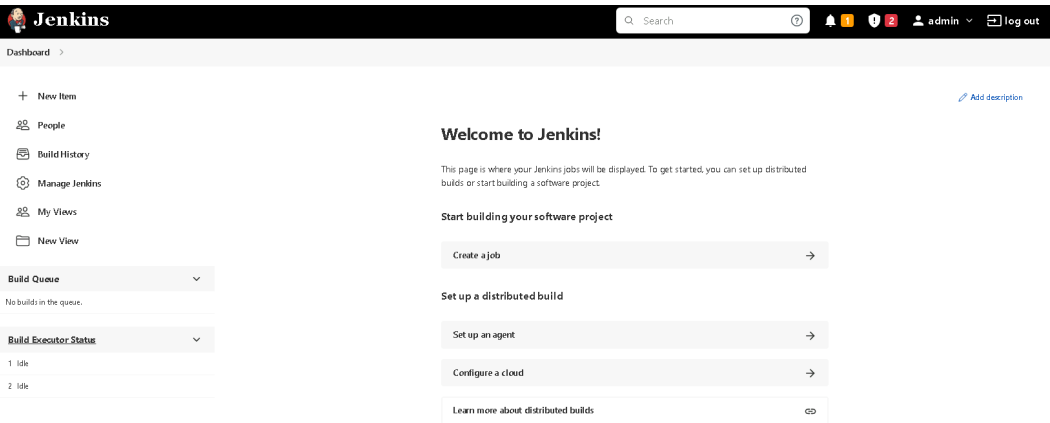 Jenkins
Search
1
2
admin
log out
Dashboard
New Item
People
Build History
Manage Jenkins
My Views
New View
Build Queue
No builds in the queue.
Build Executor Status
1 Idle
2 Idle
Add description
Welcome to Jenkins!
This page is where your Jenkins jobs will be displayed. To get started, you can set up distributed
builds or start building a software project.
Start building your software project
Create a job
Set up a distributed build
Set up an agent
Configure a cloud
Learn more about distributed builds